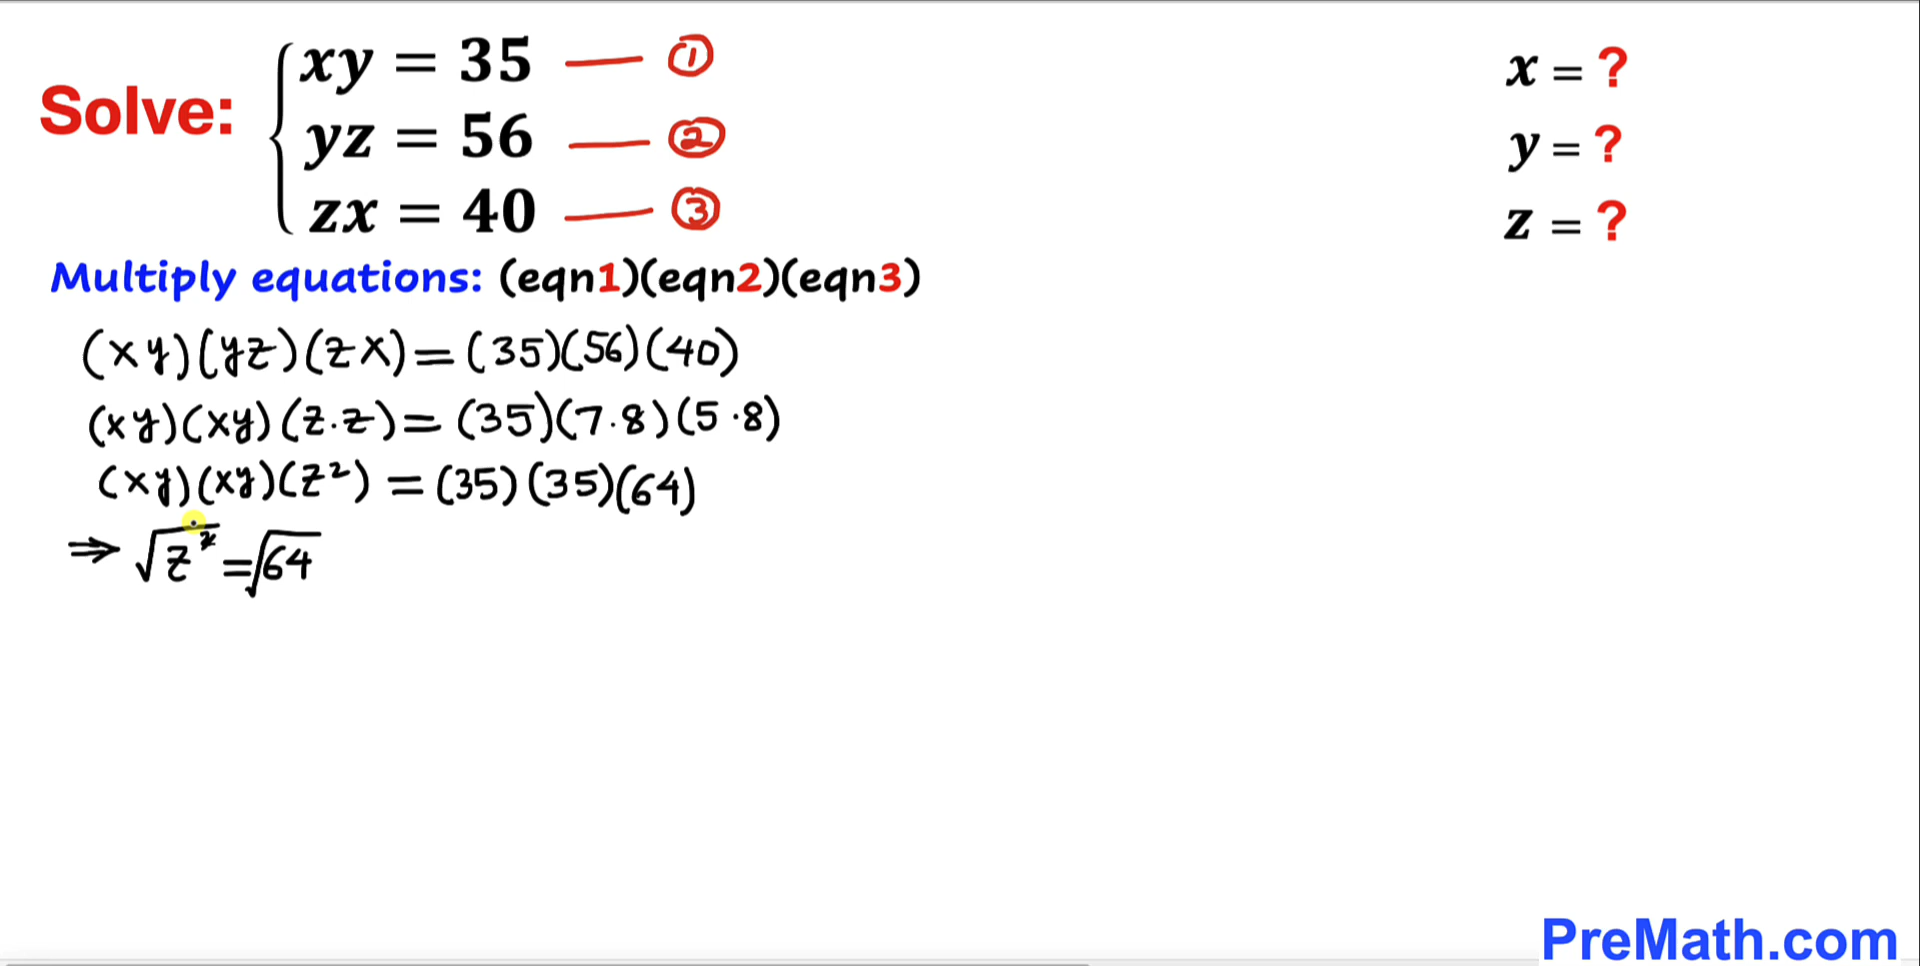 Solve:
xy = 35 — ①
yz = 56 — ②
zx = 40 — ③
x = ?
y = ?
z = ?
Multiply equations: (eqn1)(eqn2)(eqn3)
(xy)(yz)(zx) = (35)(56)(40)
(xy)(xy)(z·z) = (35)(7·8)(5·8)
(xy)(xy)(z²) = (35)(35)(64)
⇒ √z² = √64
PreMath.com